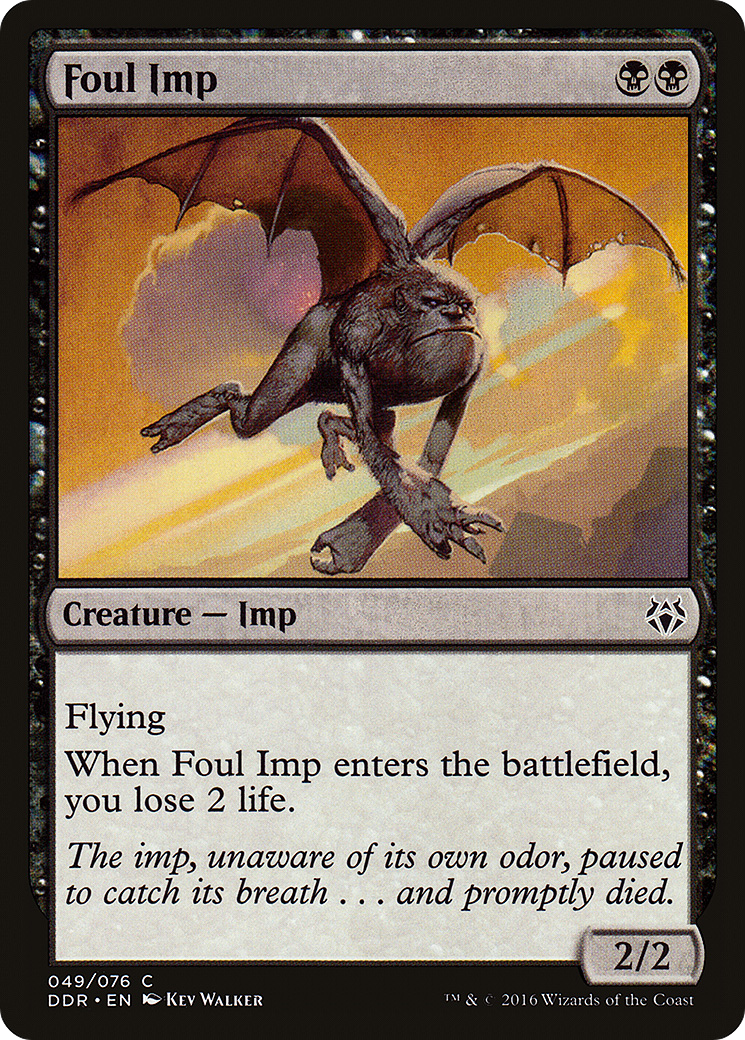 Foul Imp
Creature — Imp
Flying
When Foul Imp enters the battlefield,
you lose 2 life.
The imp, unaware of its own odor, paused
to catch its breath . . . and promptly died.
2/2
049/076 C
DDR • EN Kev Walker
™ & © 2016 Wizards of the Coast